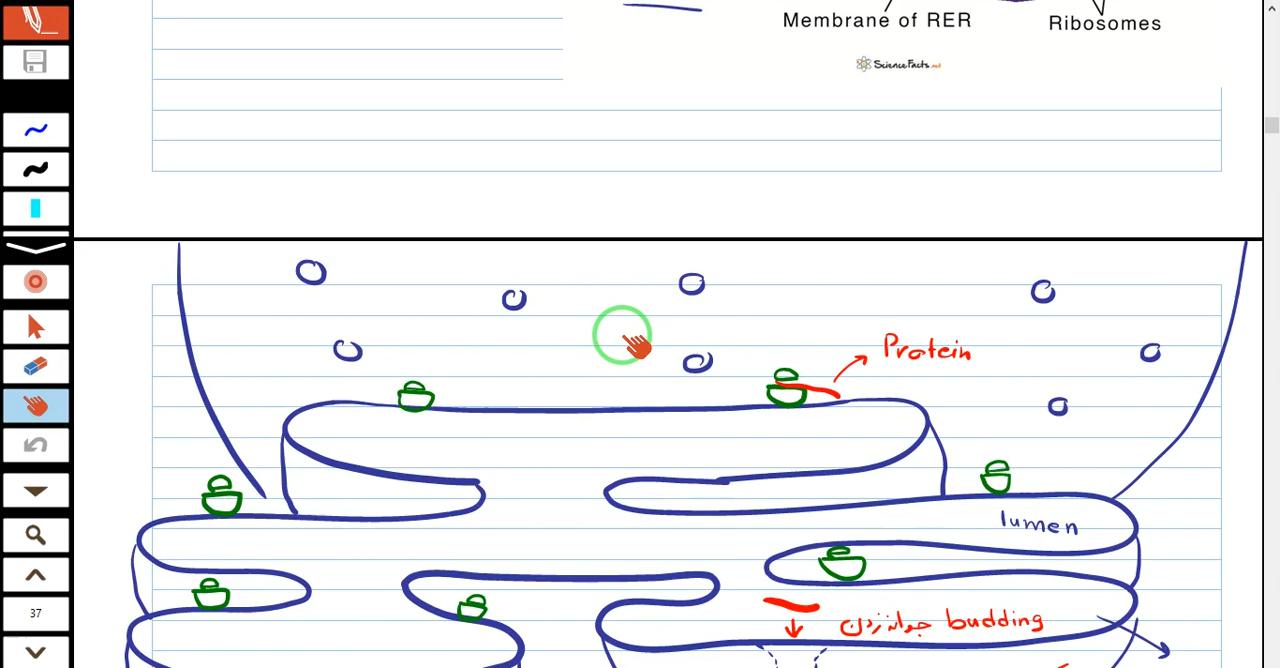 Membrane of RER
Ribosomes
ScienceFacts.net
Protein
lumen
جوانه زدن budding
37